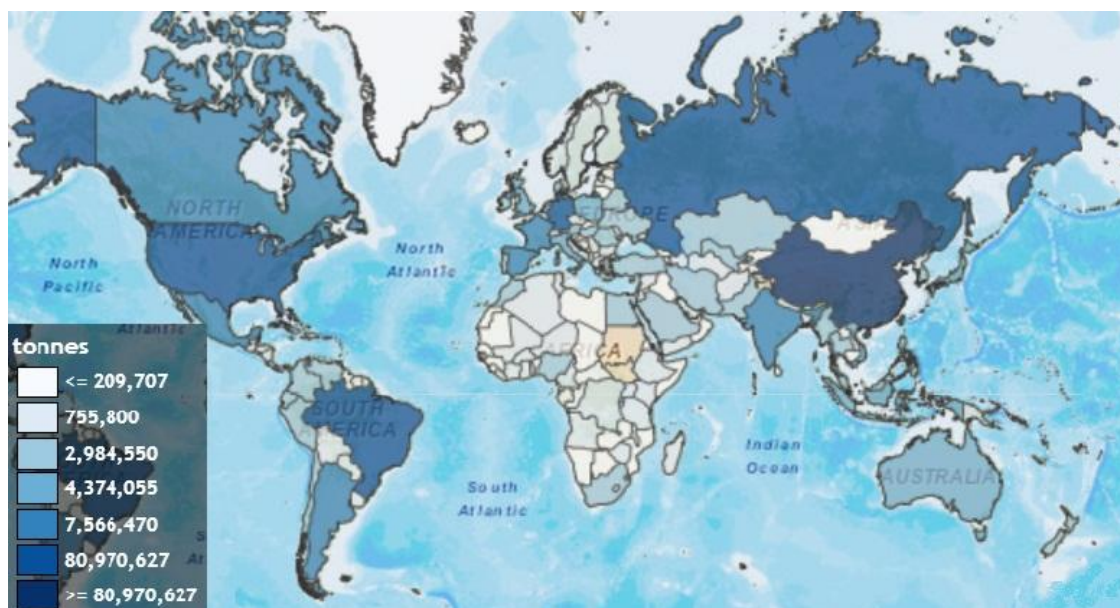 NORTH
AMERICA
EUROPE
ASIA
North
Pacific
North
Atlantic
Atlantic
AFRICA
SOUTH
AMERICA
Indian
Ocean
AUSTRALIA
South
Atlantic
tonnes
<= 209,707
755,800
2,984,550
4,374,055
7,566,470
80,970,627
>= 80,970,627